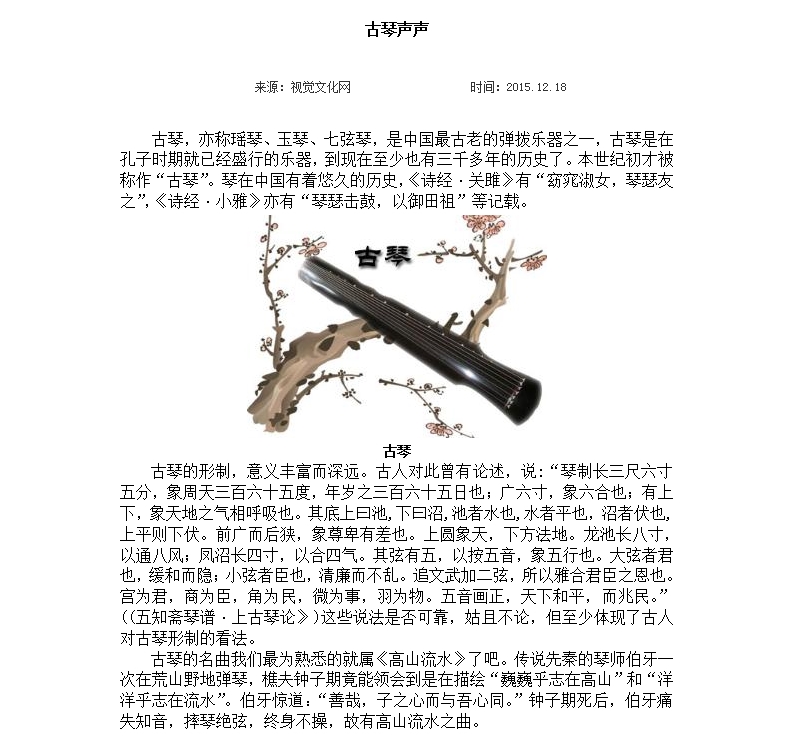 古琴声声
来源：视觉文化网 时间：2015.12.18
古琴，亦称瑶琴、玉琴、七弦琴，是中国最古老的弹拨乐器之一，古琴是在
孔子时期就已经盛行的乐器，到现在至少也有三千多年的历史了。本世纪初才被
称作“古琴”。琴在中国有着悠久的历史，《诗经·关雎》有“窈窕淑女，琴瑟友
之”，《诗经·小雅》亦有“琴瑟击鼓，以御田祖”等记载。
古琴
古琴
古琴的形制，意义丰富而深远。古人对此曾有论述，说：“琴制长三尺六寸
五分，象周天三百六十五度，年岁之三百六十五日也；广六寸，象六合也；有上
下，象天地之气相呼吸也。其底上曰池,下曰沼,池者水也,水者平也，沼者伏也,
上平则下伏。前广而后狭，象尊卑有差也。上圆象天，下方法地。龙池长八寸，
以通八风；凤沼长四寸，以合四气。其弦有五，以按五音，象五行也。大弦者君
也，缓和而隐；小弦者臣也，清廉而不乱。追文武加二弦，所以雅合君臣之恩也。
宫为君，商为臣，角为民，微为事，羽为物。五音画正，天下和平，而兆民。”
((五知斋琴谱·上古琴论》)这些说法是否可靠，姑且不论，但至少体现了古人
对古琴形制的看法。
古琴的名曲我们最为熟悉的就属《高山流水》了吧。传说先秦的琴师伯牙一
次在荒山野地弹琴，樵夫钟子期竟能领会到是在描绘“巍巍乎志在高山”和“洋
洋乎志在流水”。伯牙惊道：“善哉，子之心而与吾心同。”钟子期死后，伯牙痛
失知音，摔琴绝弦，终身不操，故有高山流水之曲。